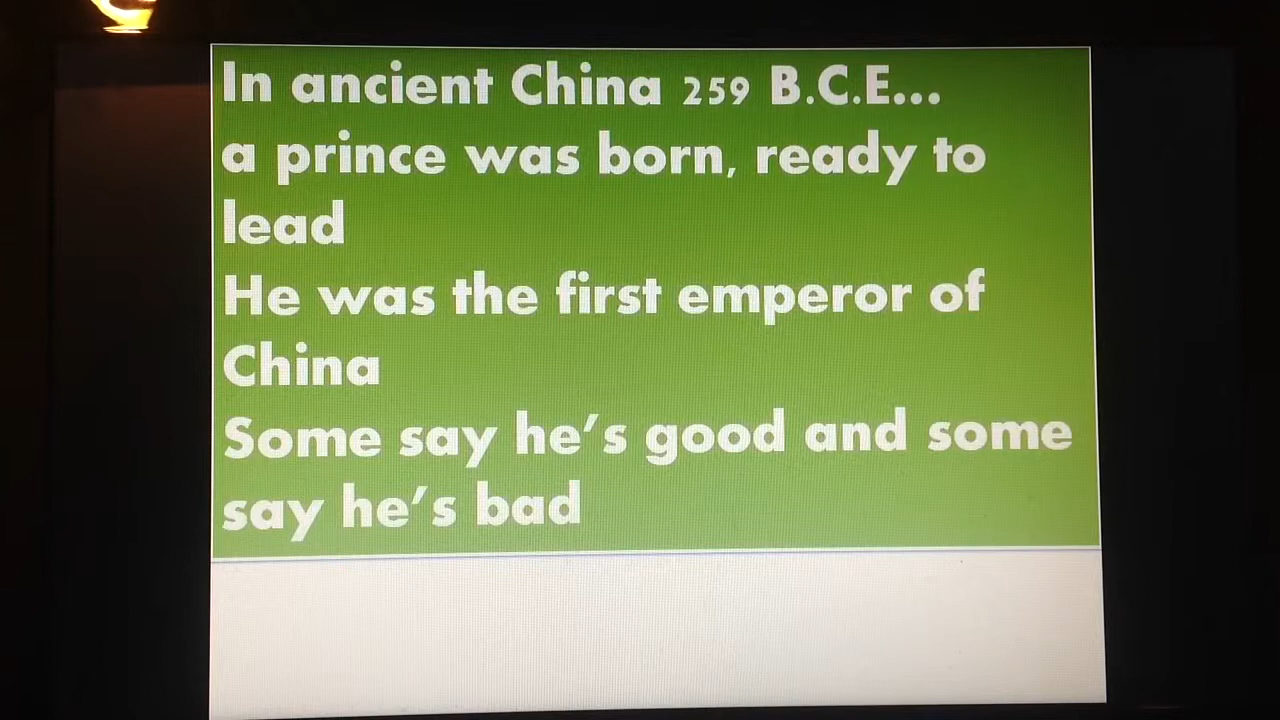 In ancient China 259 B.C.E...
a prince was born, ready to
lead
He was the first emperor of
China
Some say he's good and some
say he's bad